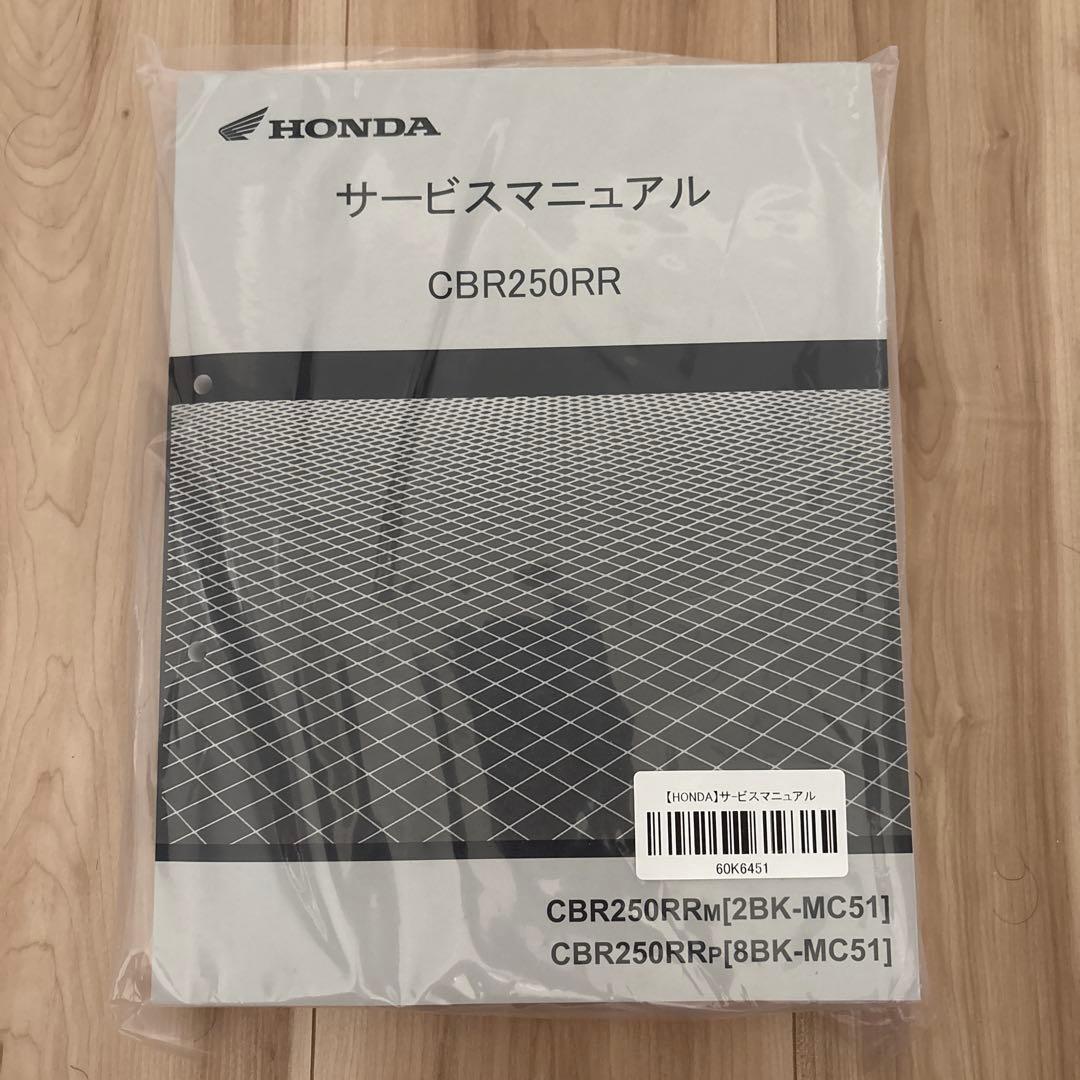 HONDA
サービスマニュアル
CBR250RR
【HONDA】サービスマニュアル
60K6451
CBR250RRM[2BK-MC51]
CBR250RRP[8BK-MC51]